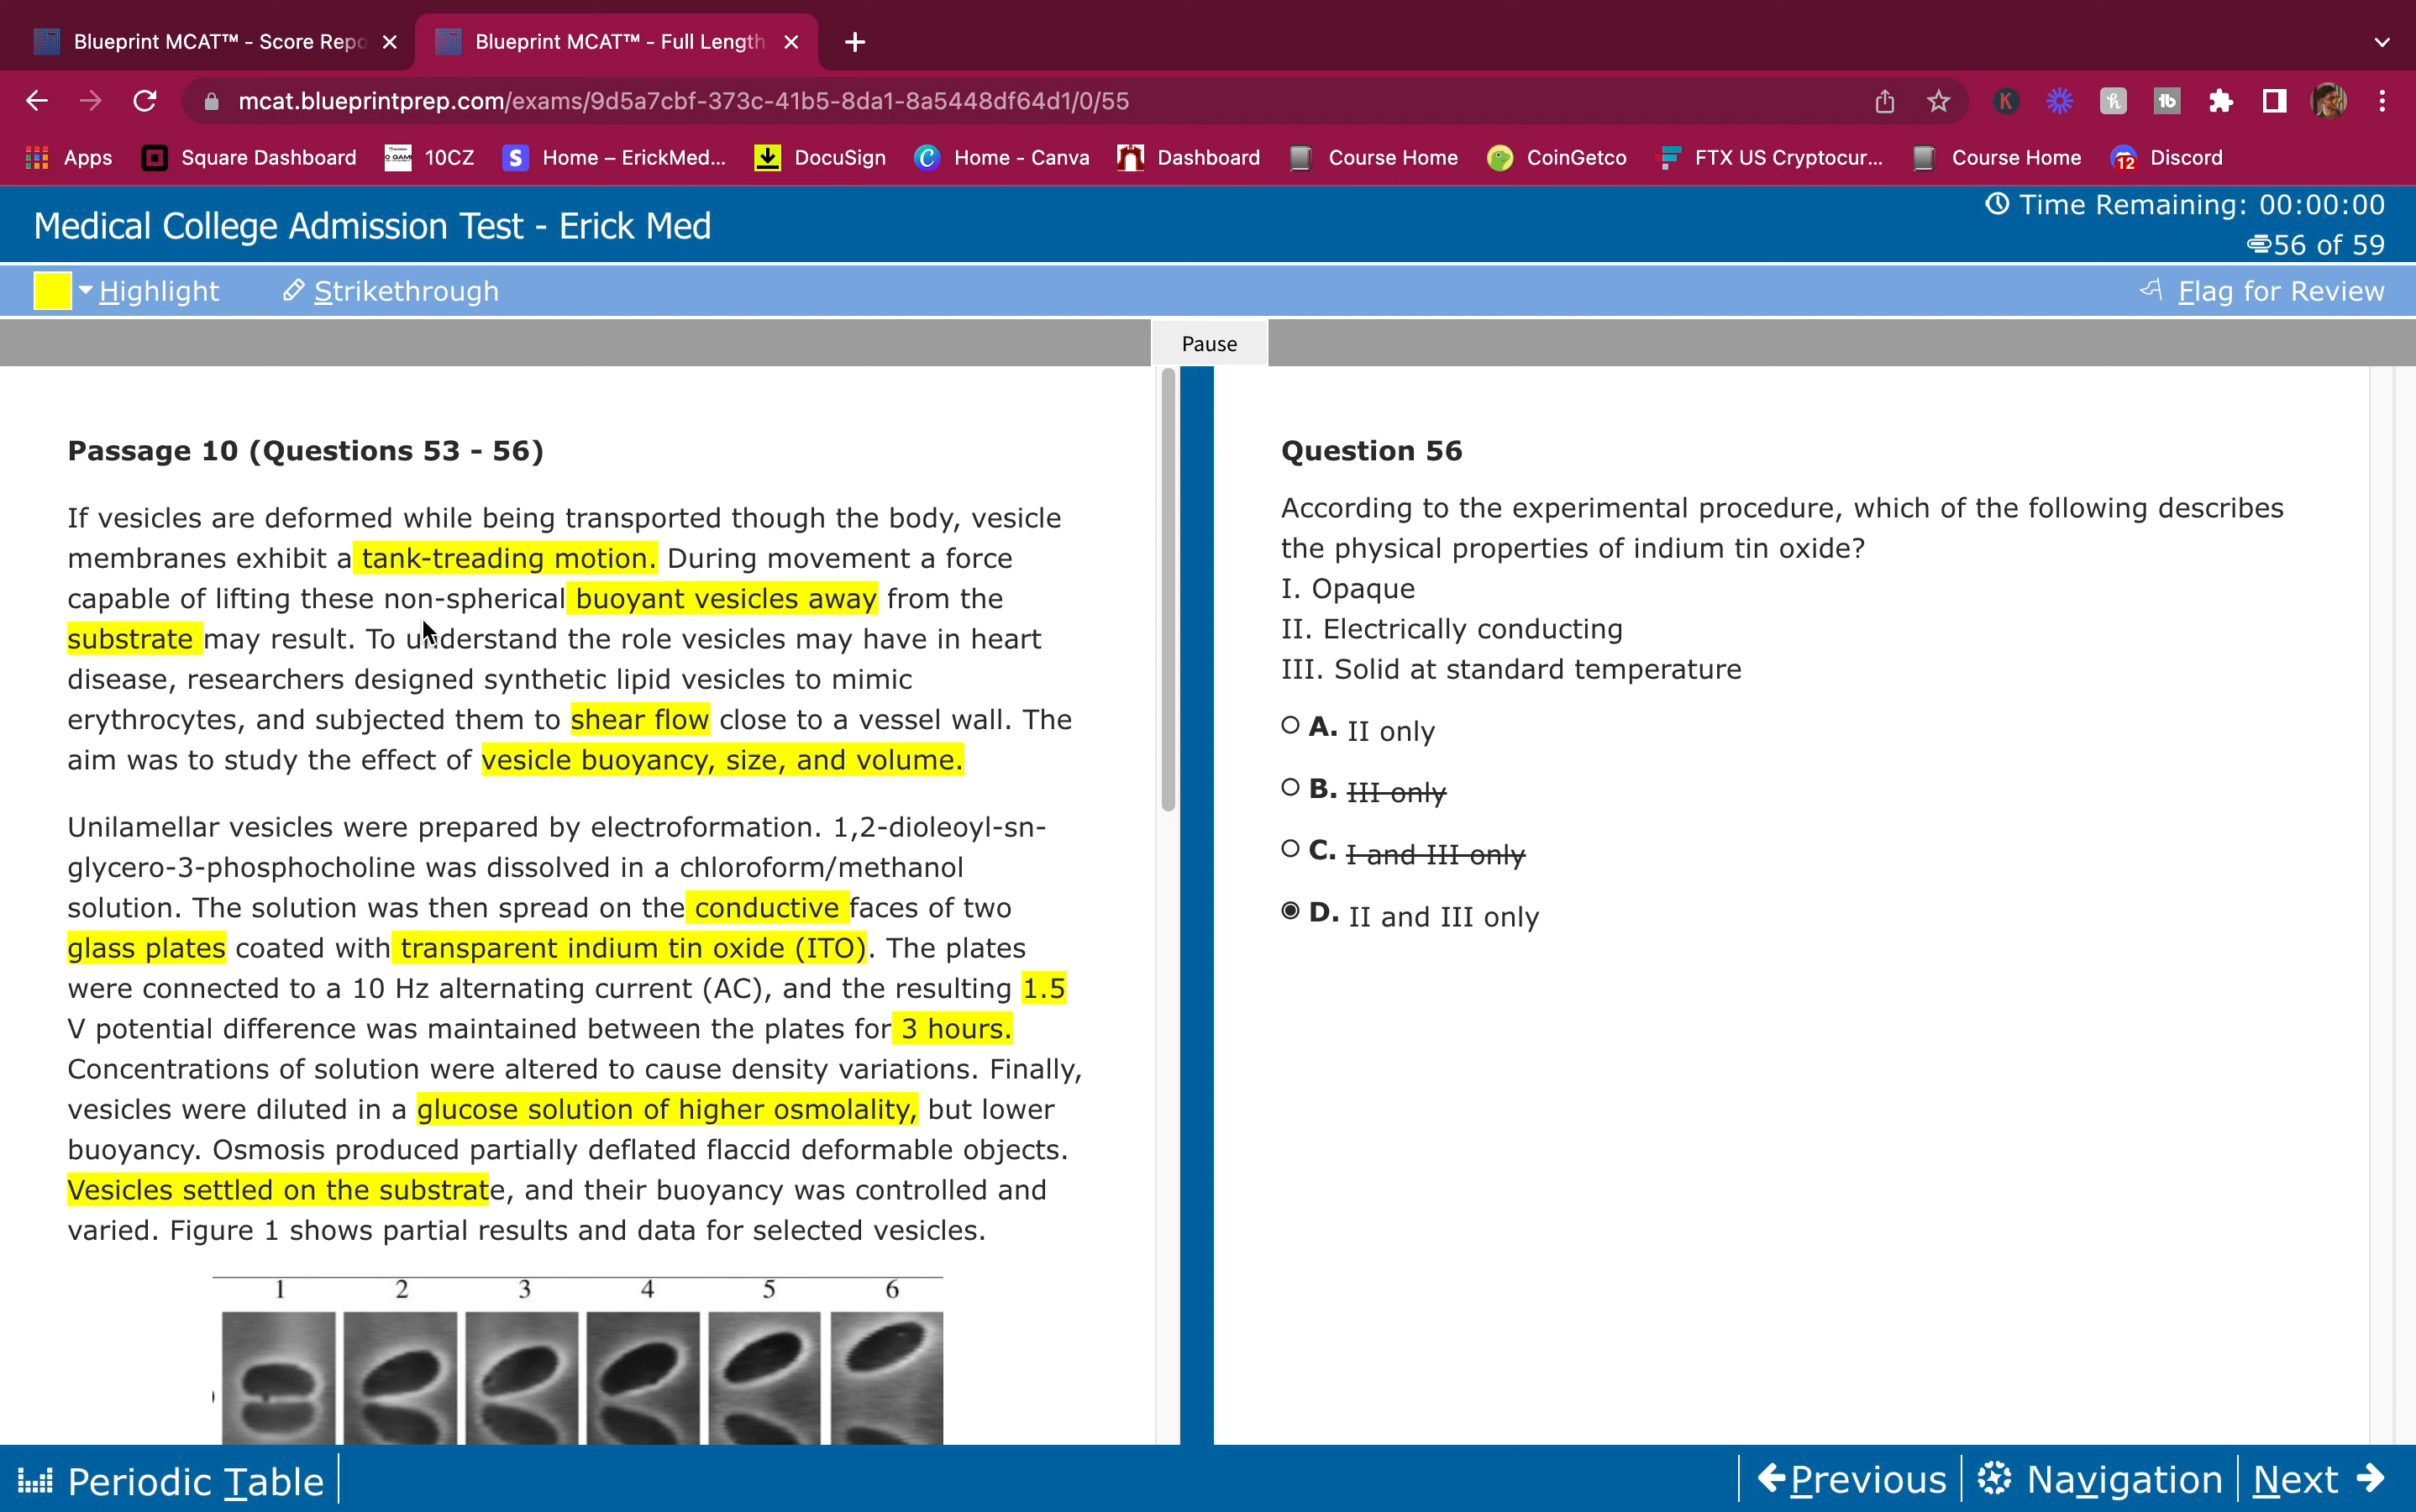 Blueprint MCAT™ - Score Repo
Blueprint MCAT™ - Full Length
mcat.blueprintprep.com/exams/9d5a7cbf-373c-41b5-8da1-8a5448df64d1/0/55
Apps
Square Dashboard
10CZ
Home – ErickMed...
DocuSign
Home - Canva
Dashboard
Course Home
CoinGetco
FTX US Cryptocur...
Course Home
12
Discord
Medical College Admission Test - Erick Med
Time Remaining: 00:00:00
56 of 59
Highlight
Strikethrough
Flag for Review
Pause
Passage 10 (Questions 53 - 56)
If vesicles are deformed while being transported though the body, vesicle
membranes exhibit a tank-treading motion. During movement a force
capable of lifting these non-spherical buoyant vesicles away from the
substrate may result. To understand the role vesicles may have in heart
disease, researchers designed synthetic lipid vesicles to mimic
erythrocytes, and subjected them to shear flow close to a vessel wall. The
aim was to study the effect of vesicle buoyancy, size, and volume.
Unilamellar vesicles were prepared by electroformation. 1,2-dioleoyl-sn-
glycero-3-phosphocholine was dissolved in a chloroform/methanol
solution. The solution was then spread on the conductive faces of two
glass plates coated with transparent indium tin oxide (ITO). The plates
were connected to a 10 Hz alternating current (AC), and the resulting 1.5
V potential difference was maintained between the plates for 3 hours.
Concentrations of solution were altered to cause density variations. Finally,
vesicles were diluted in a glucose solution of higher osmolality, but lower
buoyancy. Osmosis produced partially deflated flaccid deformable objects.
Vesicles settled on the substrate, and their buoyancy was controlled and
varied. Figure 1 shows partial results and data for selected vesicles.
1 2 3 4 5 6
Question 56
According to the experimental procedure, which of the following describes
the physical properties of indium tin oxide?
I. Opaque
II. Electrically conducting
III. Solid at standard temperature
A. II only
B. III only
C. I and III only
D. II and III only
Periodic Table
Previous
Navigation
Next